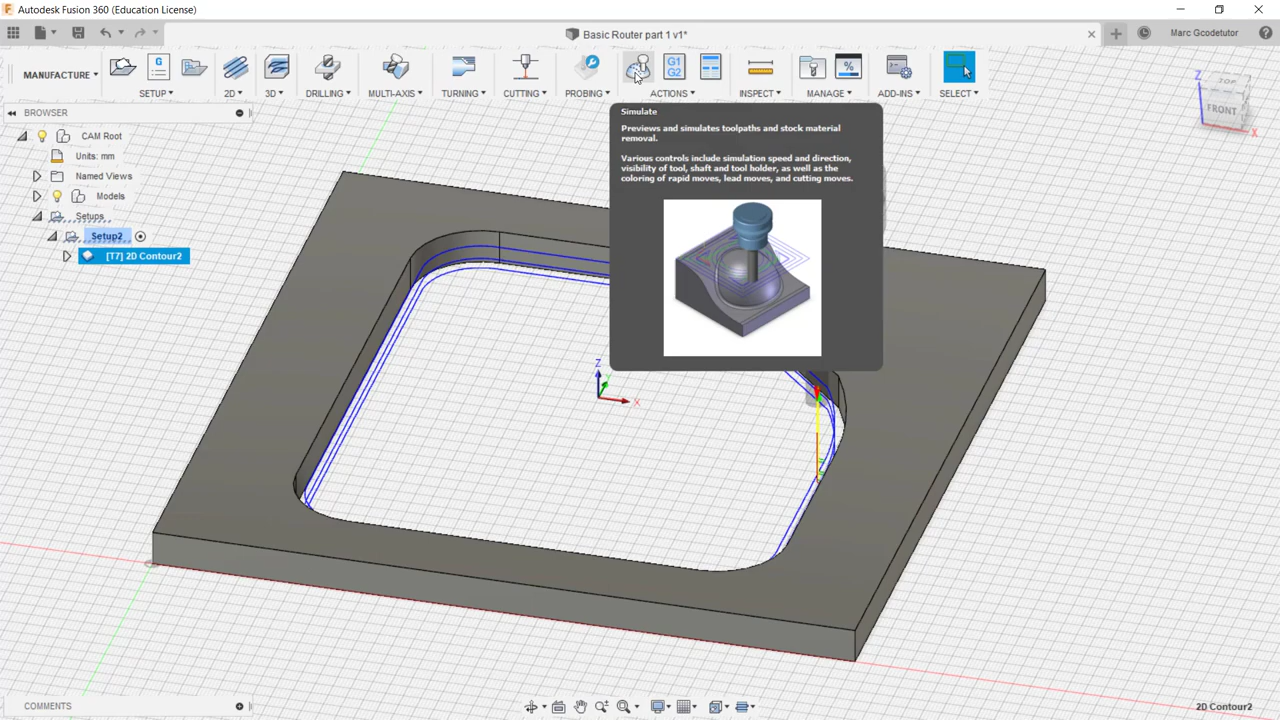 Autodesk Fusion 360 (Education License)
Basic Router part 1 v1*
Marc Gcodetutor
MANUFACTURE
G1
G2
%
SETUP
2D
3D
DRILLING
MULTI-AXIS
TURNING
CUTTING
PROBING
ACTIONS
INSPECT
MANAGE
ADD-INS
SELECT
BROWSER
CAM Root
Units: mm
Named Views
Models
Setups
Setup2
[T7] 2D Contour2
Simulate
Previews and simulates toolpaths and stock material
removal.
Various controls include simulation speed and direction,
visibility of tool, shaft and tool holder, as well as the
coloring of rapid moves, lead moves, and cutting moves.
Z
TOP
FRONT
X
Z
X
COMMENTS
2D Contour2